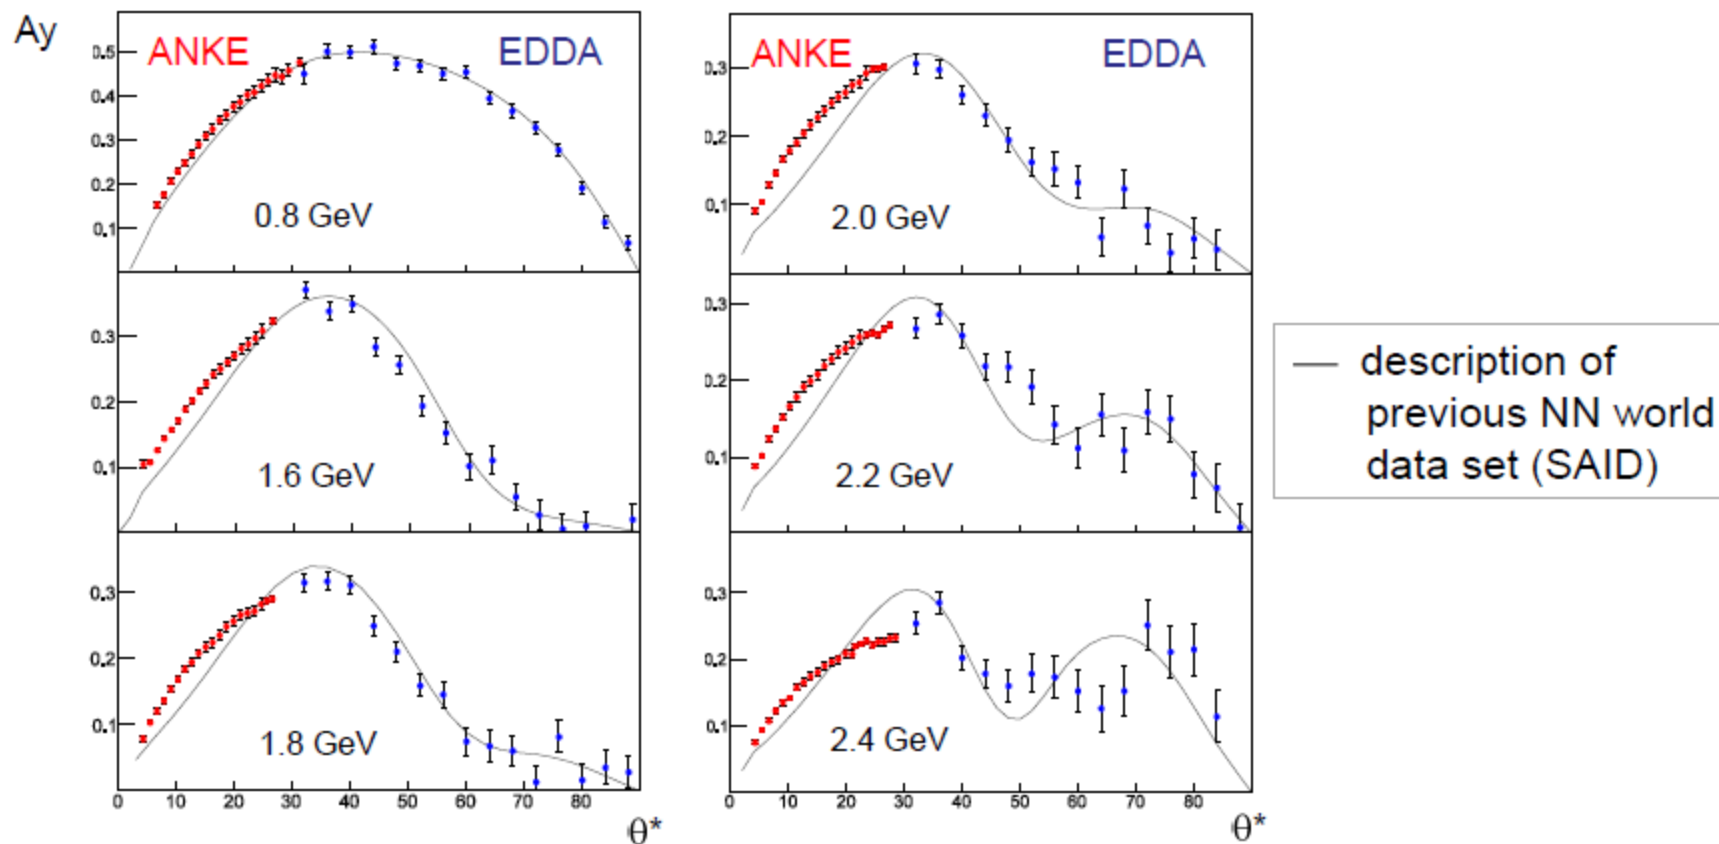 Ay
ANKE EDDA
0.5
0.4
0.3
0.2
0.1
0.8 GeV
0.3
0.2
0.1
1.6 GeV
0.3
0.2
0.1
1.8 GeV
0 10 20 30 40 50 60 70 80
θ*
ANKE EDDA
0.3
0.2
0.1
2.0 GeV
0.3
0.2
0.1
2.2 GeV
0.3
0.2
0.1
2.4 GeV
0 10 20 30 40 50 60 70 80
θ*
description of
previous NN world
data set (SAID)